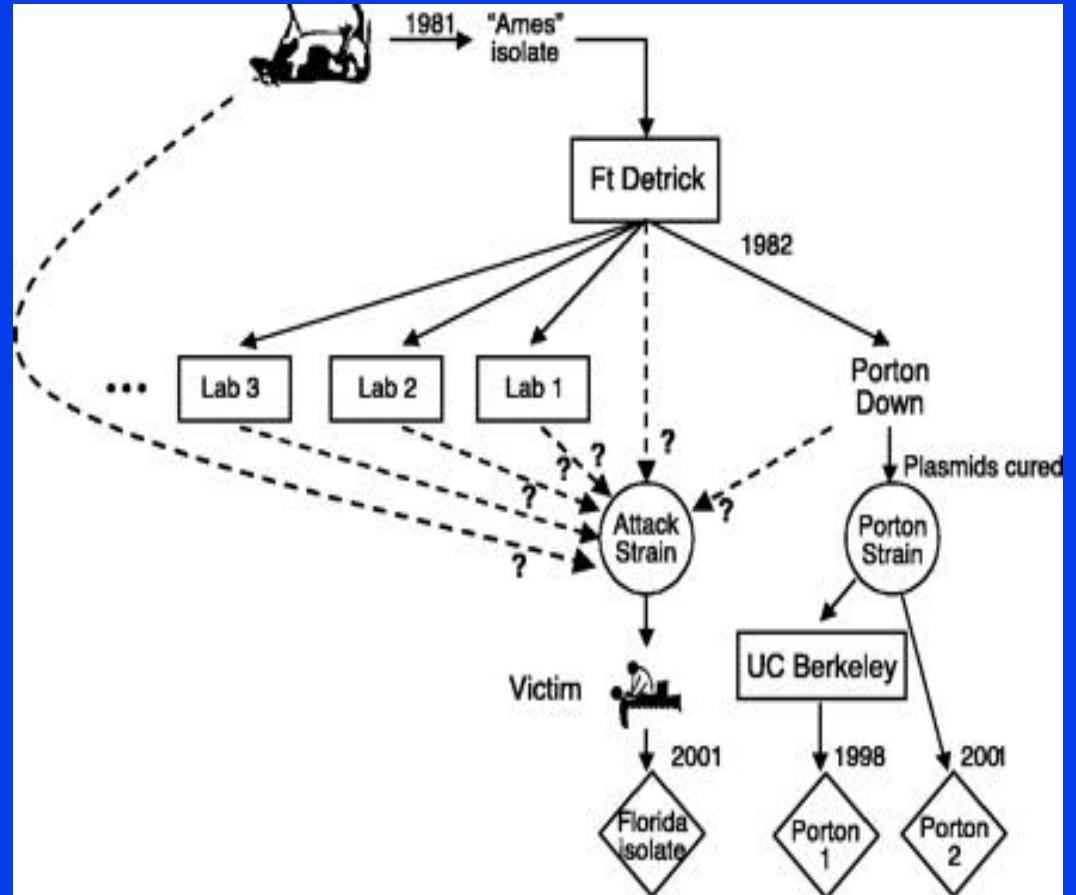 1981
"Ames"
isolate
Ft Detrick
1982
Lab 3
Lab 2
Lab 1
Porton
Down
?
?
?
?
?
?
Plasmids cured
Attack
Strain
Porton
Strain
UC Berkeley
Victim
2001
1998
2001
Florida
isolate
Porton
1
Porton
2